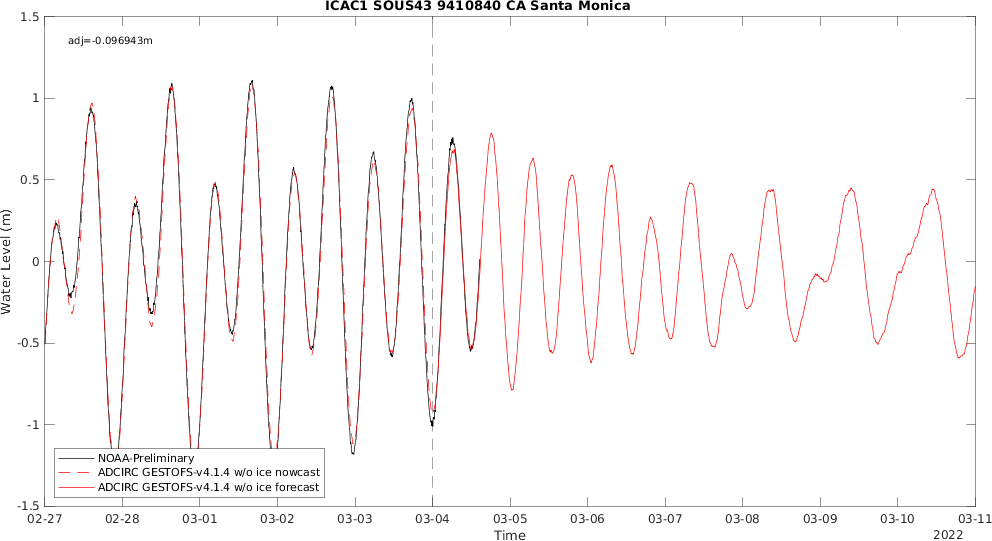 ICAC1 SOUS43 9410840 CA Santa Monica
adj=-0.096943m
Water Level (m)
1.5
1
0.5
0
-0.5
-1
-1.5
NOAA-Preliminary
ADCIRC GESTOFS-v4.1.4 w/o ice nowcast
ADCIRC GESTOFS-v4.1.4 w/o ice forecast
02-27 02-28 03-01 03-02 03-03 03-04 03-05 03-06 03-07 03-08 03-09 03-10 03-11
Time
2022